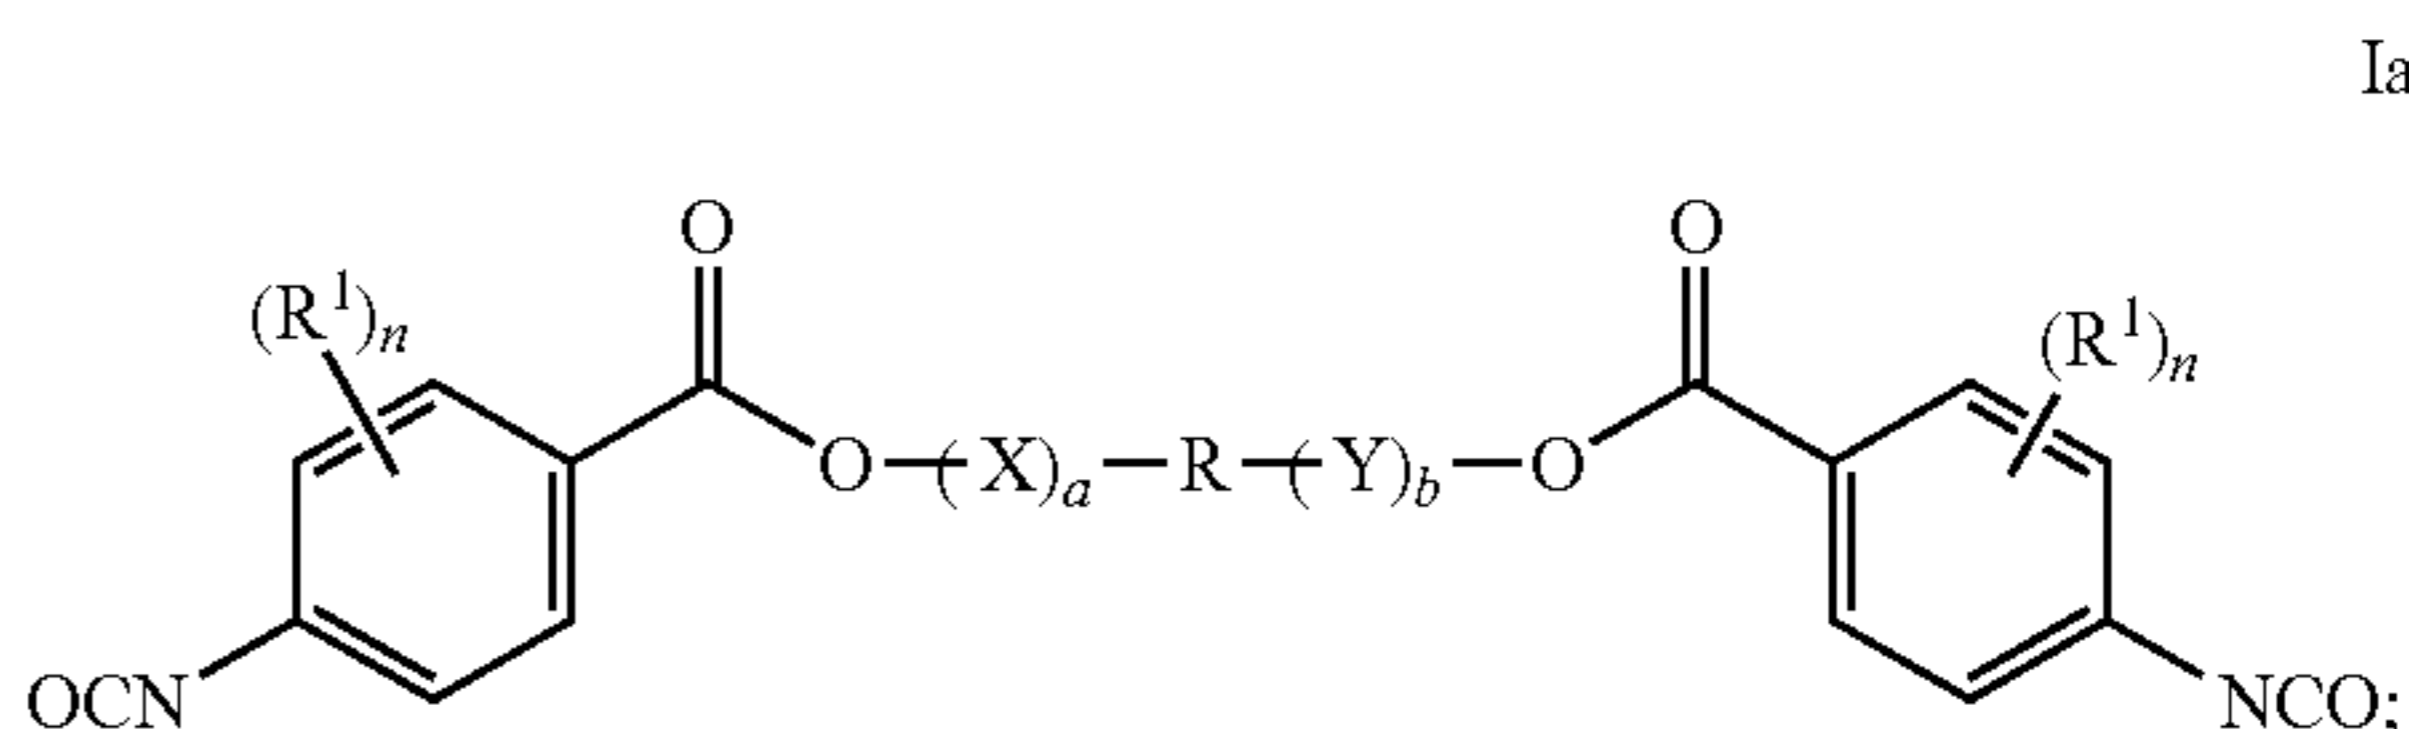 Ia
O O
(R¹)n (R¹)n
O—(X)a—R—(Y)b—O
OCN NCO;